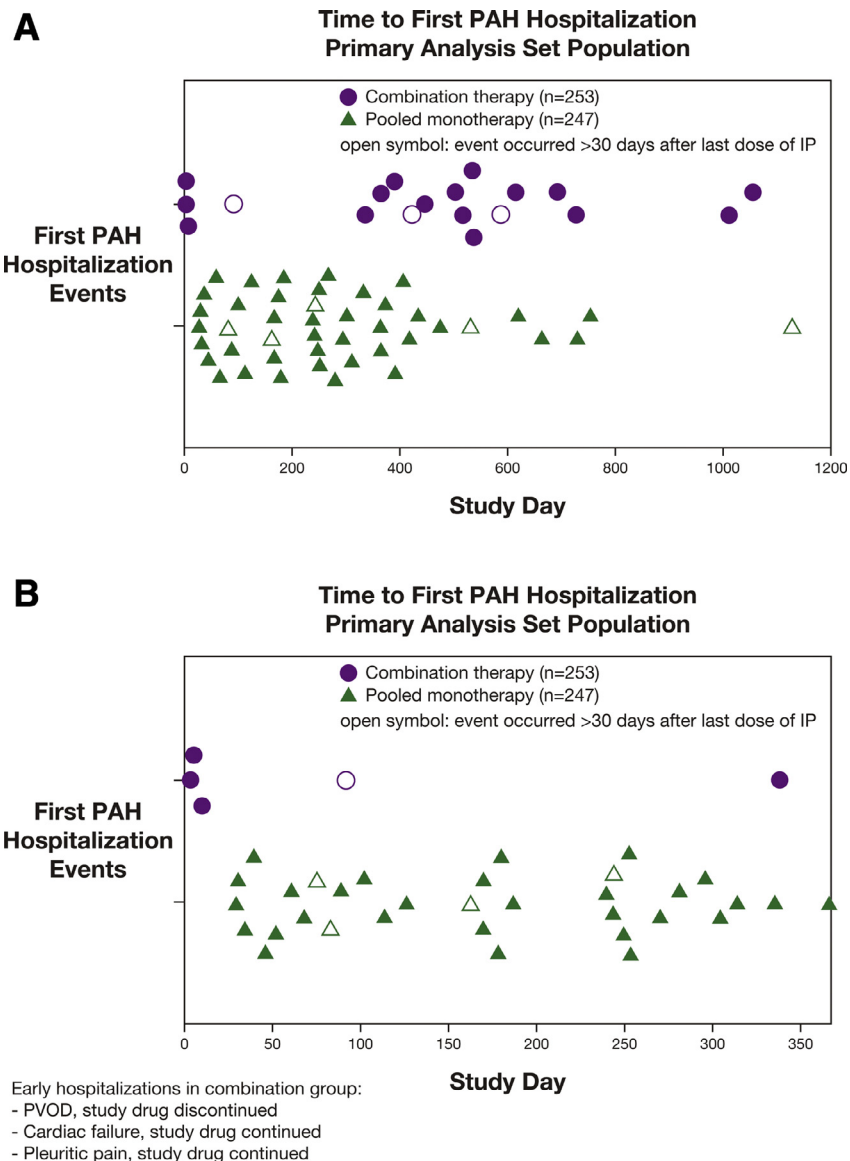 A
Time to First PAH Hospitalization
Primary Analysis Set Population
Combination therapy (n=253)
Pooled monotherapy (n=247)
open symbol: event occurred >30 days after last dose of IP
First PAH
Hospitalization
Events
0 200 400 600 800 1000 1200
Study Day
B
Time to First PAH Hospitalization
Primary Analysis Set Population
Combination therapy (n=253)
Pooled monotherapy (n=247)
open symbol: event occurred >30 days after last dose of IP
First PAH
Hospitalization
Events
0 50 100 150 200 250 300 350
Study Day
Early hospitalizations in combination group:
- PVOD, study drug discontinued
- Cardiac failure, study drug continued
- Pleuritic pain, study drug continued